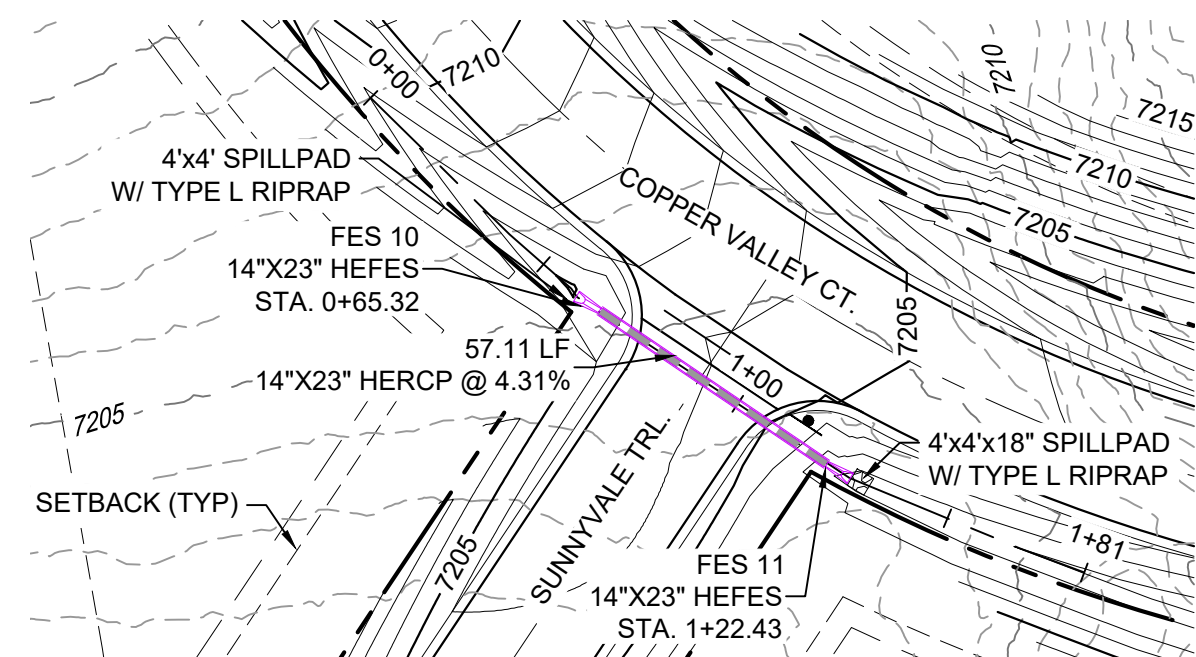 0+00
7210
7210
7215
4'x4' SPILLPAD
W/ TYPE L RIPRAP
7210
COPPER VALLEY CT.
7205
FES 10
14"X23" HEFES
STA. 0+65.32
7205
57.11 LF
14"X23" HERCP @ 4.31%
1+00
7205
4'x4'x18" SPILLPAD
W/ TYPE L RIPRAP
SETBACK (TYP)
SUNNYVALE TRL.
7205
1+81
FES 11
14"X23" HEFES
STA. 1+22.43